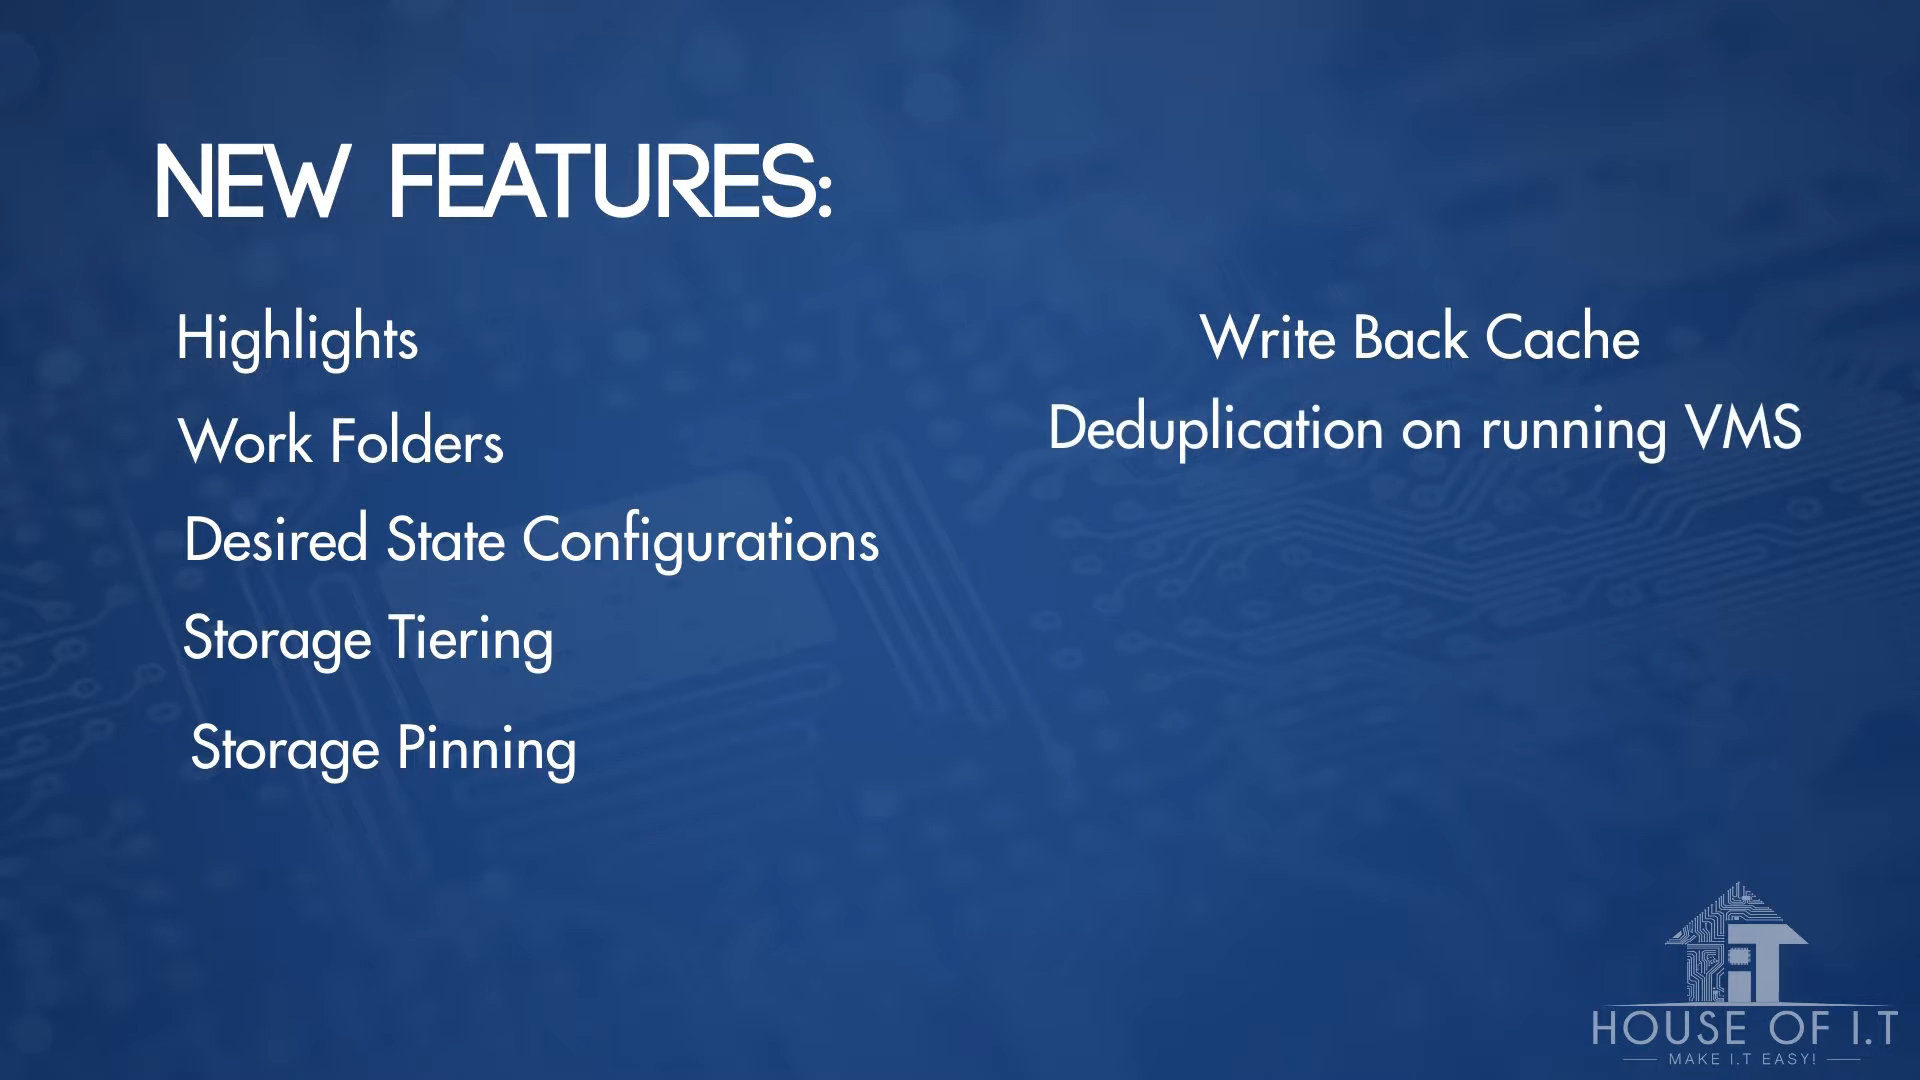 NEW FEATURES:
Highlights
Work Folders
Desired State Configurations
Storage Tiering
Storage Pinning
Write Back Cache
Deduplication on running VMS
iT
HOUSE OF I.T
MAKE I.T EASY!